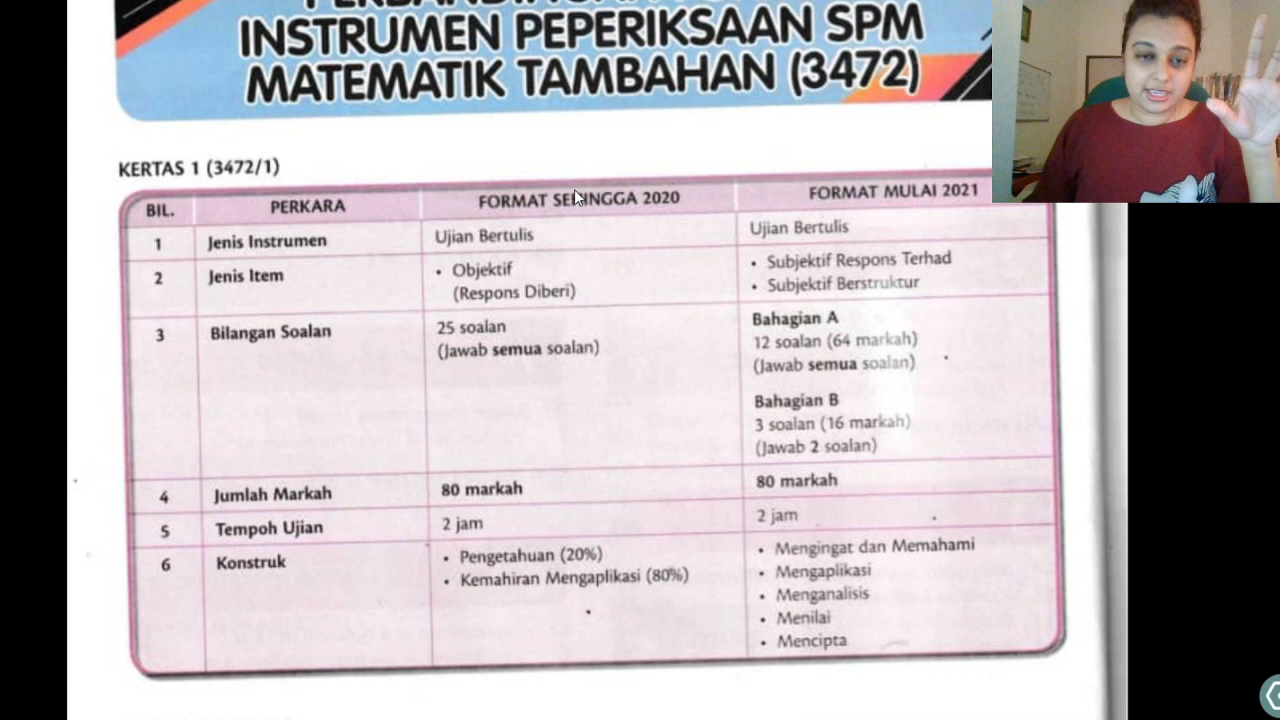 INSTRUMEN PEPERIKSAAN SPM
MATEMATIK TAMBAHAN (3472)
KERTAS 1 (3472/1)
BIL. PERKARA FORMAT SEHINGGA 2020 FORMAT MULAI 2021
1 Jenis Instrumen Ujian Bertulis Ujian Bertulis
2 Jenis Item • Objektif • Subjektif Respons Terhad
(Respons Diberi) • Subjektif Berstruktur
3 Bilangan Soalan 25 soalan Bahagian A
(Jawab semua soalan) 12 soalan (64 markah)
(Jawab semua soalan)
Bahagian B
3 soalan (16 markah)
(Jawab 2 soalan)
4 Jumlah Markah 80 markah 80 markah
5 Tempoh Ujian 2 jam 2 jam
6 Konstruk • Pengetahuan (20%) • Mengingat dan Memahami
• Kemahiran Mengaplikasi (80%) • Mengaplikasi
• Menganalisis
• Menilai
• Mencipta